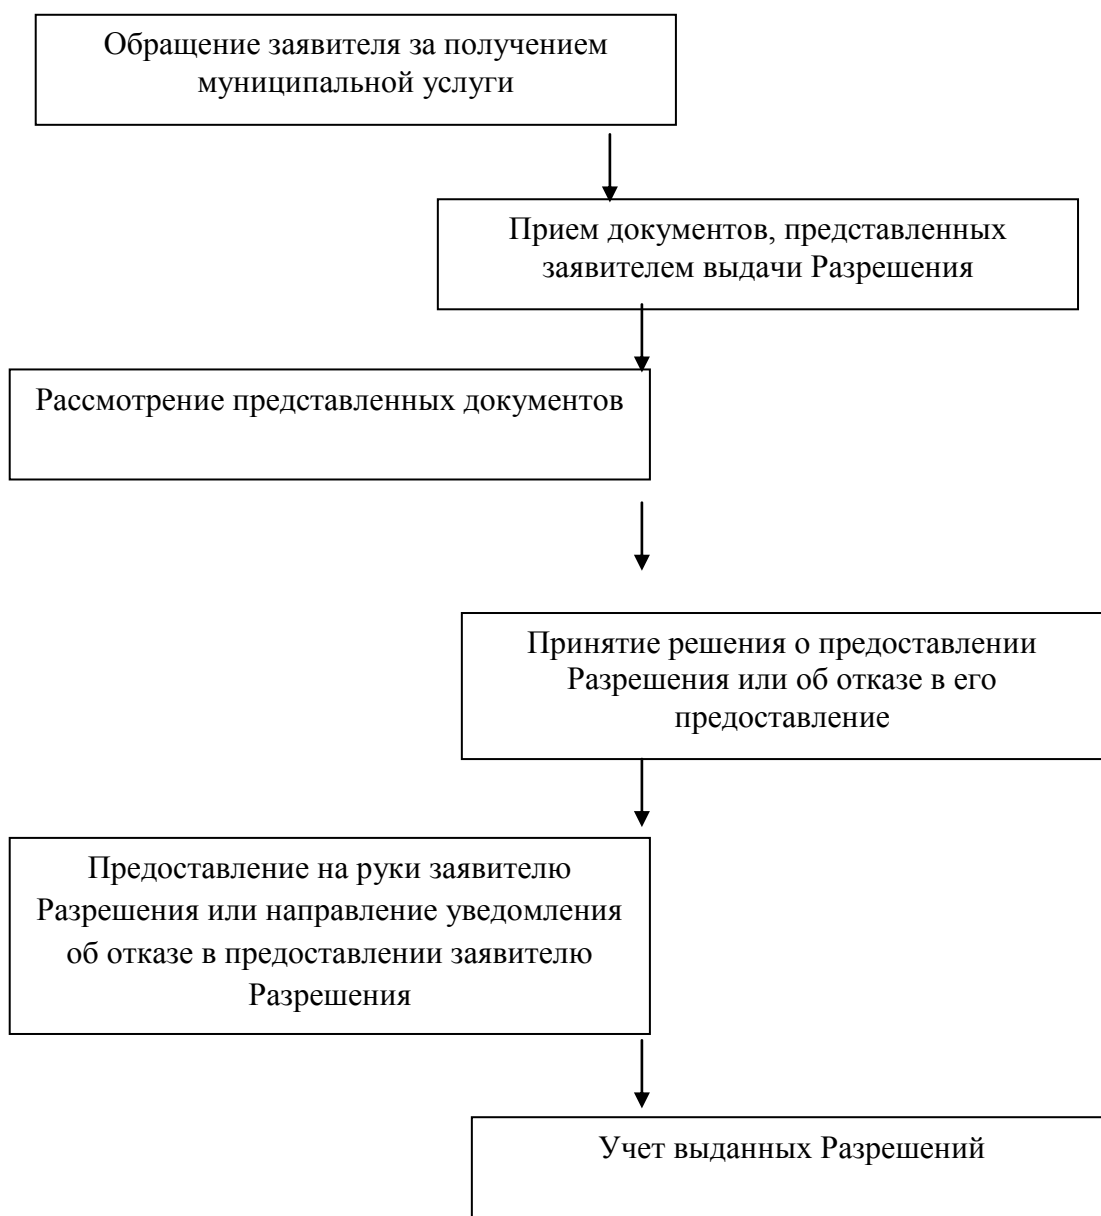 Обращение заявителя за получением
муниципальной услуги
Прием документов, представленных
заявителем выдачи Разрешения
Рассмотрение представленных документов
Принятие решения о предоставлении
Разрешения или об отказе в его
предоставление
Предоставление на руки заявителю
Разрешения или направление уведомления
об отказе в предоставлении заявителю
Разрешения
Учет выданных Разрешений